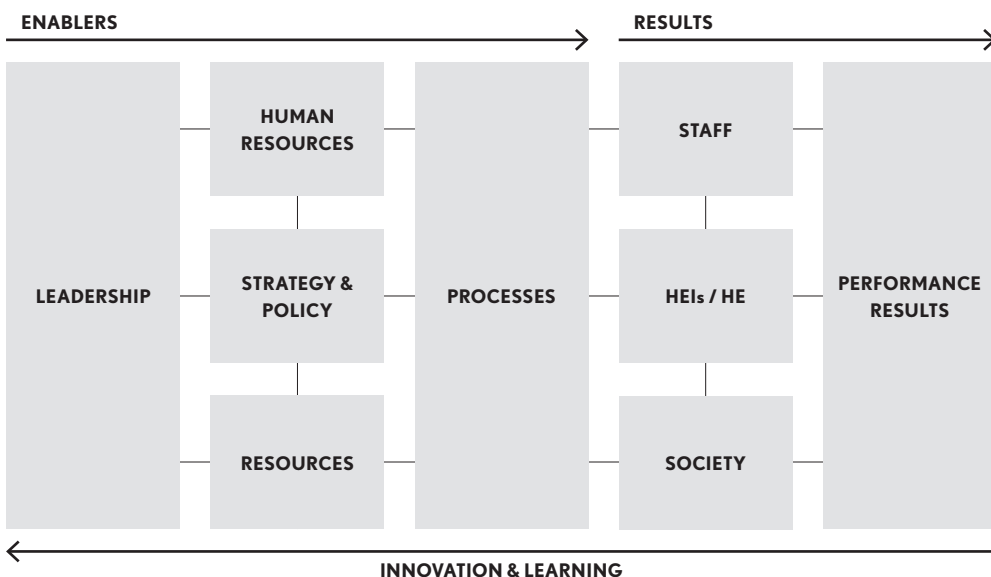 ENABLERS
RESULTS
HUMAN
RESOURCES
STAFF
LEADERSHIP
STRATEGY &
POLICY
PROCESSES
HEIs / HE
PERFORMANCE
RESULTS
RESOURCES
SOCIETY
INNOVATION & LEARNING